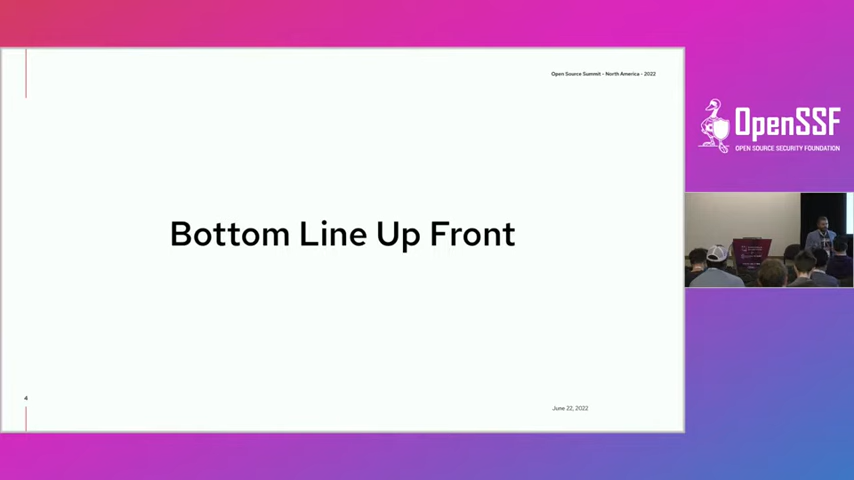 Open Source Summit - North America - 2022
Bottom Line Up Front
4
June 22, 2022
OpenSSF
OPEN SOURCE SECURITY FOUNDATION